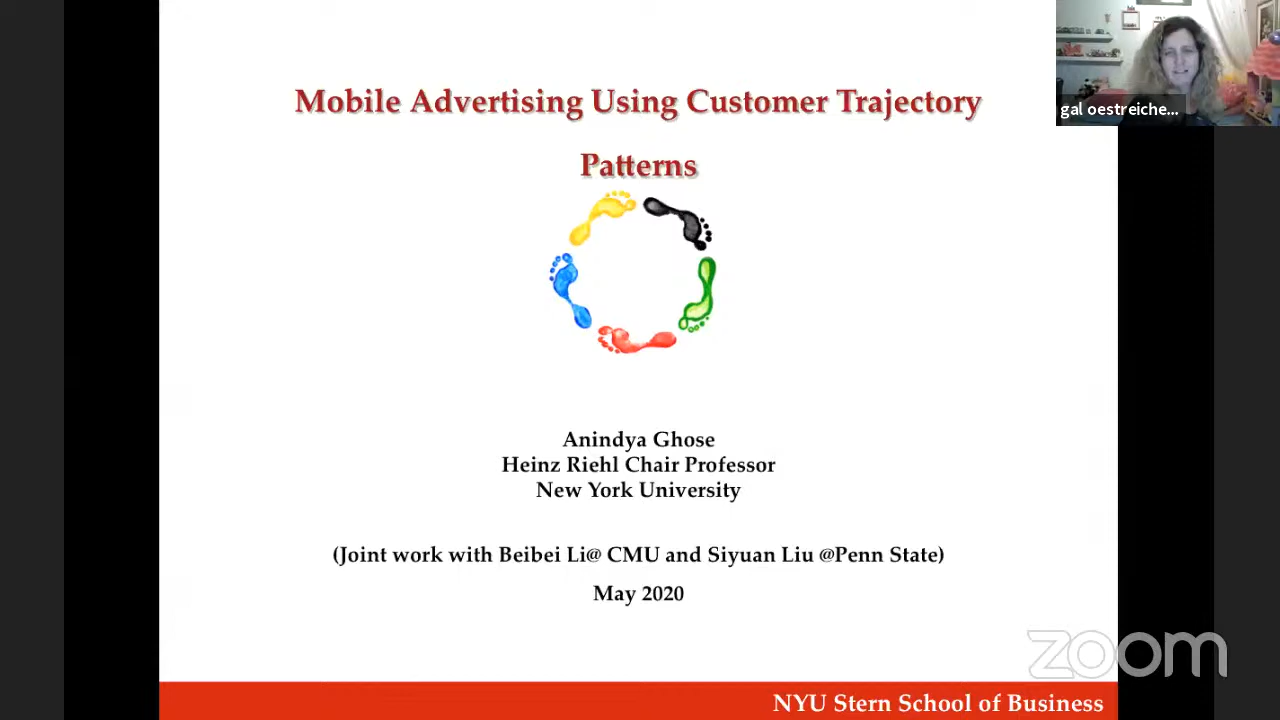 Mobile Advertising Using Customer Trajectory
Patterns
gal oestreiche...
Anindya Ghose
Heinz Riehl Chair Professor
New York University
(Joint work with Beibei Li@ CMU and Siyuan Liu @Penn State)
May 2020
zoom
NYU Stern School of Business